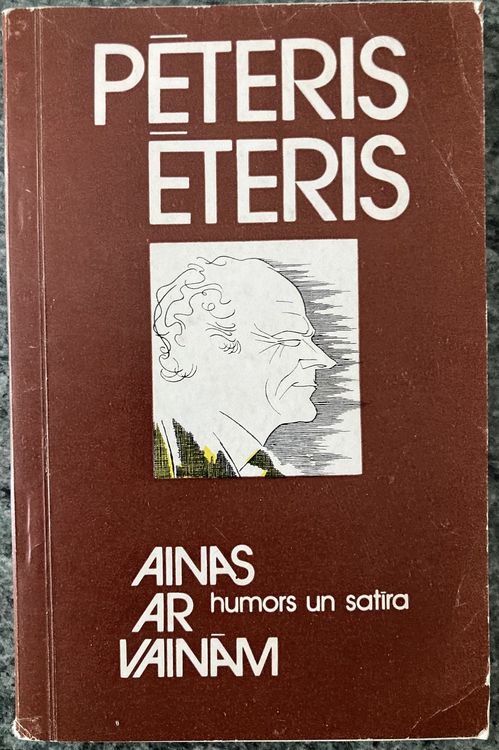 PĒTERIS
ĒTERIS
AINAS
AR humors un satīra
VAINĀM